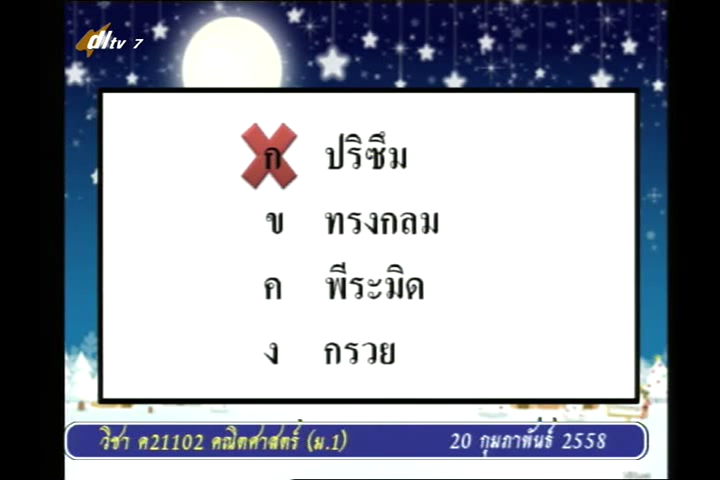 dltv 7
ก ปริซึม
ข ทรงกลม
ค พีระมิด
ง กรวย
วิชา ค21102 คณิตศาสตร์ (ม.1) 20 กุมภาพันธ์ 2558